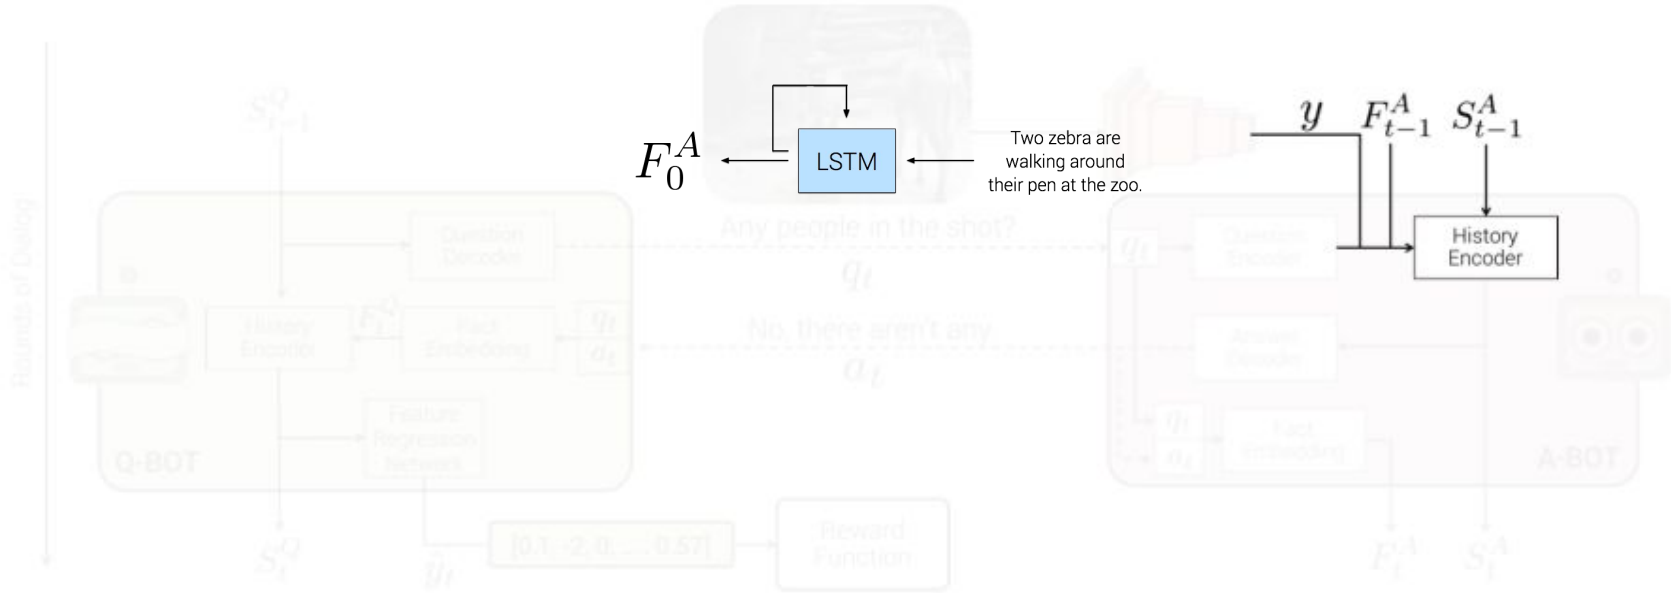 S_{t-1}^Q
F_0^A
LSTM
Two zebra are
walking around
their pen at the zoo.
y
F_{t-1}^A
S_{t-1}^A
Rounds of Dialog
Question
Decoder
Any people in the shot?
q_t
q_t
Question
Encoder
History
Encoder
History
Encoder
F_t^Q
Fact
Embedding
q_t
a_t
No, there aren't any
a_t
Answer
Decoder
Feature
Regression
Network
Q-BOT
q_t
a_t
Fact
Embedding
A-BOT
S_t^Q
ŷ_t
[0.1, -2, 0, ..., 0.57]
Reward
Function
F_t^A
S_t^A